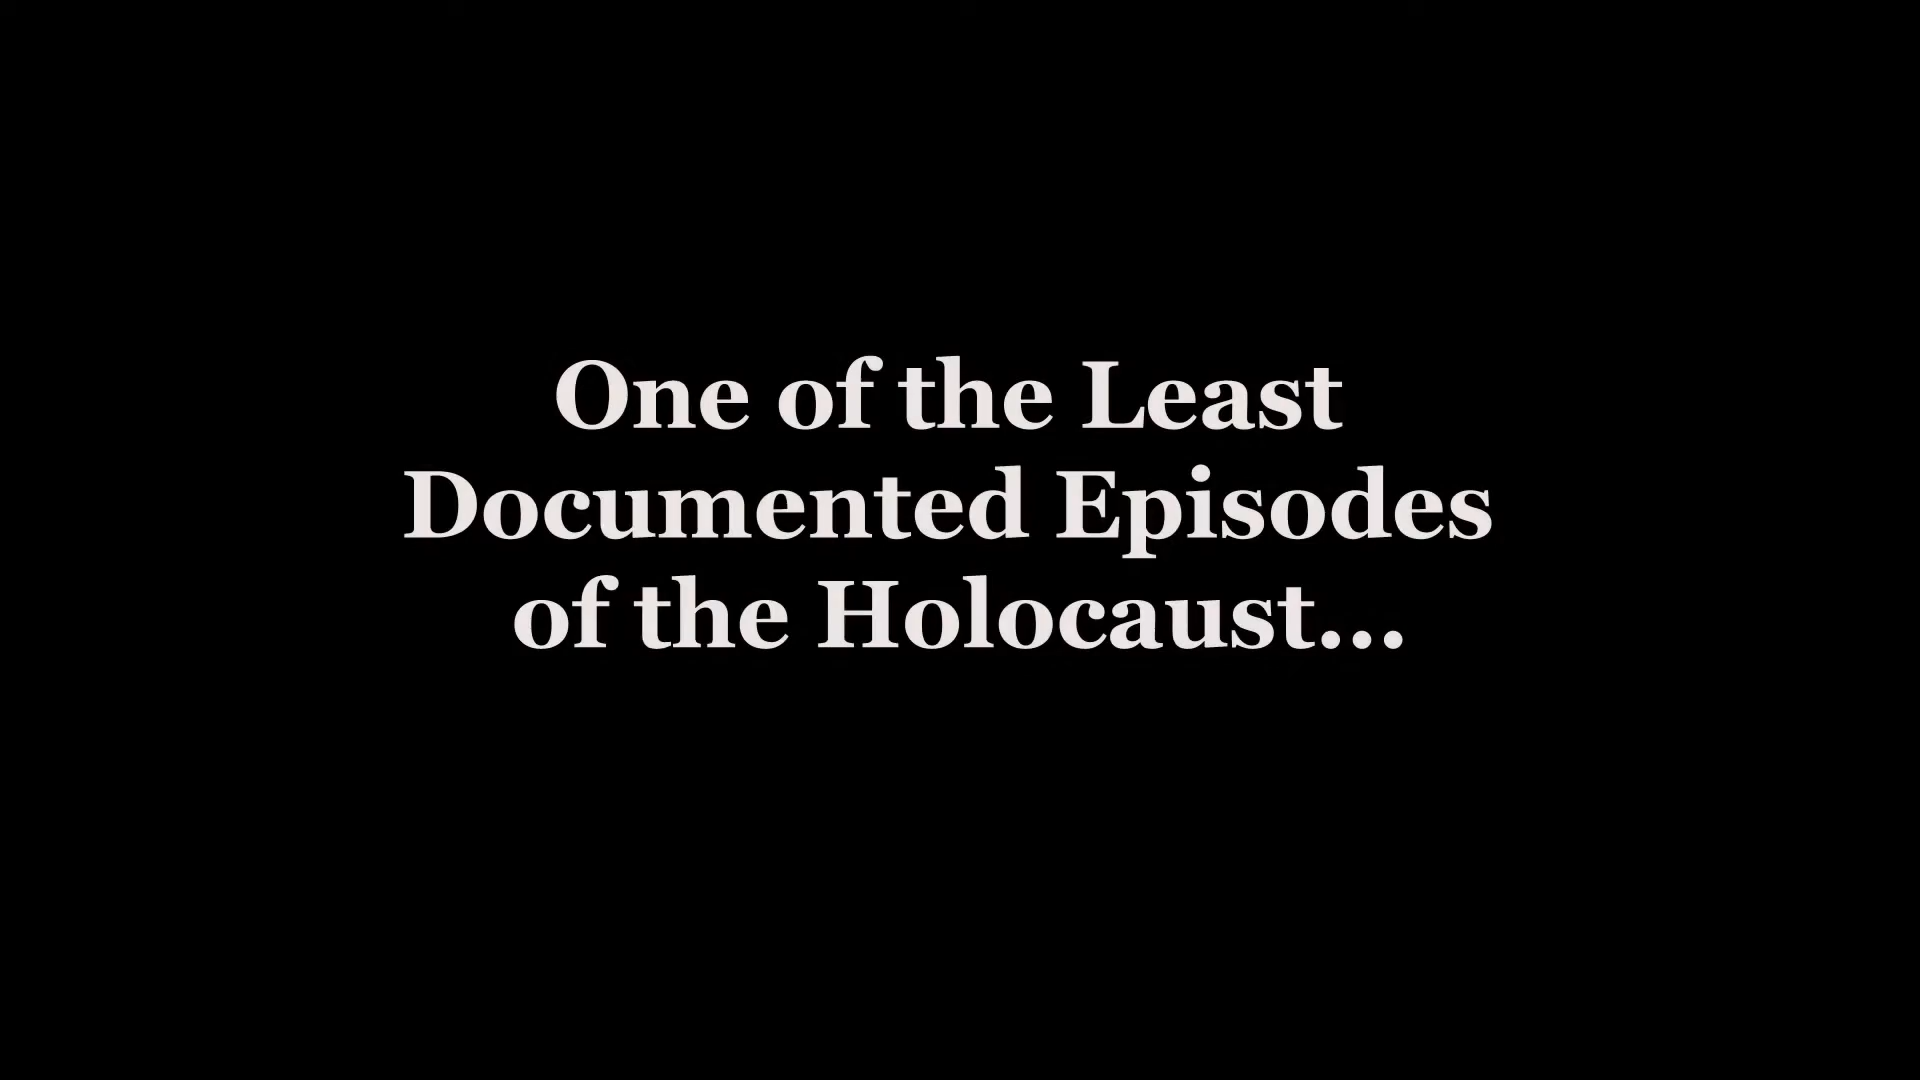 One of the Least
Documented Episodes
of the Holocaust...